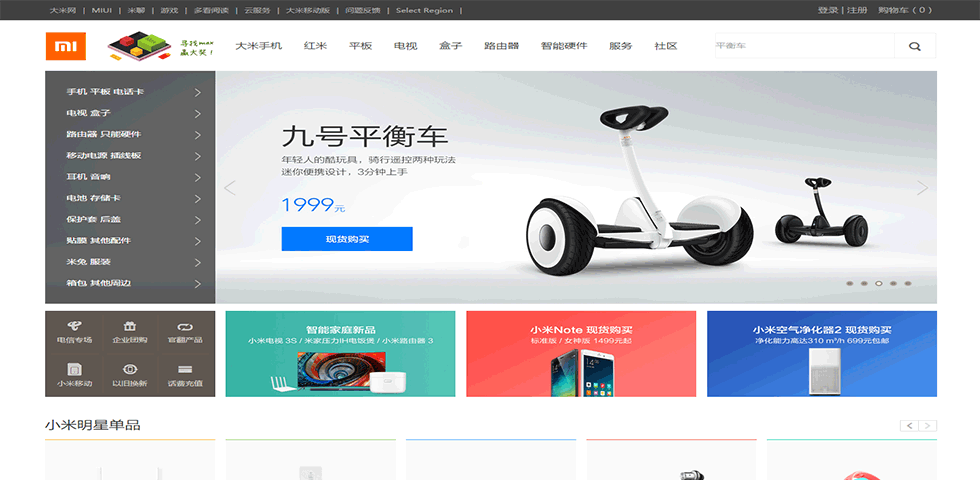 大米网 | MIUI | 米聊 | 游戏 | 多看阅读 | 云服务 | 大米移动版 | 问题反馈 | Select Region |
登录 | 注册 购物车 ( 0 )
mi
寻找max
赢大奖！
大米手机 红米 平板 电视 盒子 路由器 智能硬件 服务 社区
平衡车
手机 平板 电话卡
电视 盒子
路由器 只能硬件
移动电源 插线板
耳机 音响
电池 存储卡
保护套 后盖
贴膜 其他配件
米兔 服装
箱包 其他周边
九号平衡车
年轻人的酷玩具，骑行遥控两种玩法
迷你便携设计，3分钟上手
1999元
现货购买
电信专场 企业团购 官翻产品
小米移动 以旧换新 话费充值
智能家庭新品
小米电视 3S / 米家压力IH电饭煲 / 小米路由器 3
小米Note 现货购买
标准版 / 女神版 1499元起
小米空气净化器2 现货购买
净化能力高达310 m³/h 699元包邮
小米明星单品